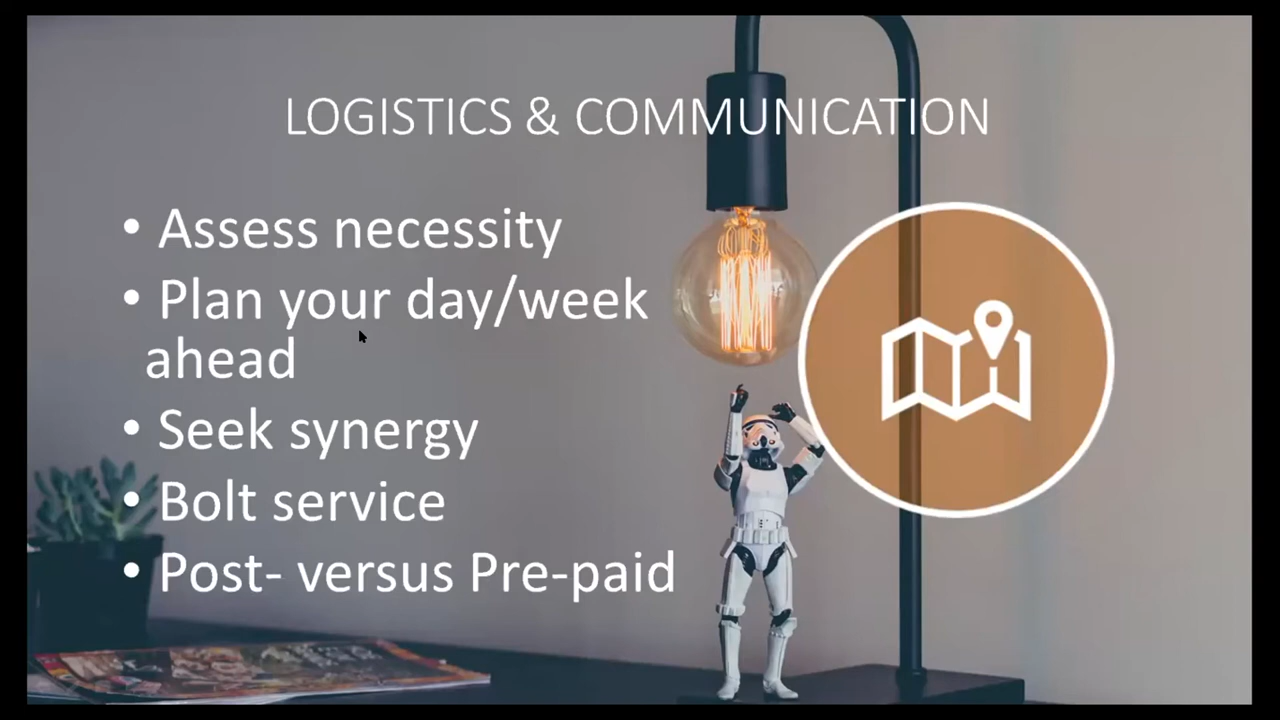 LOGISTICS & COMMUNICATION
• Assess necessity
• Plan your day/week
ahead
• Seek synergy
• Bolt service
• Post- versus Pre-paid